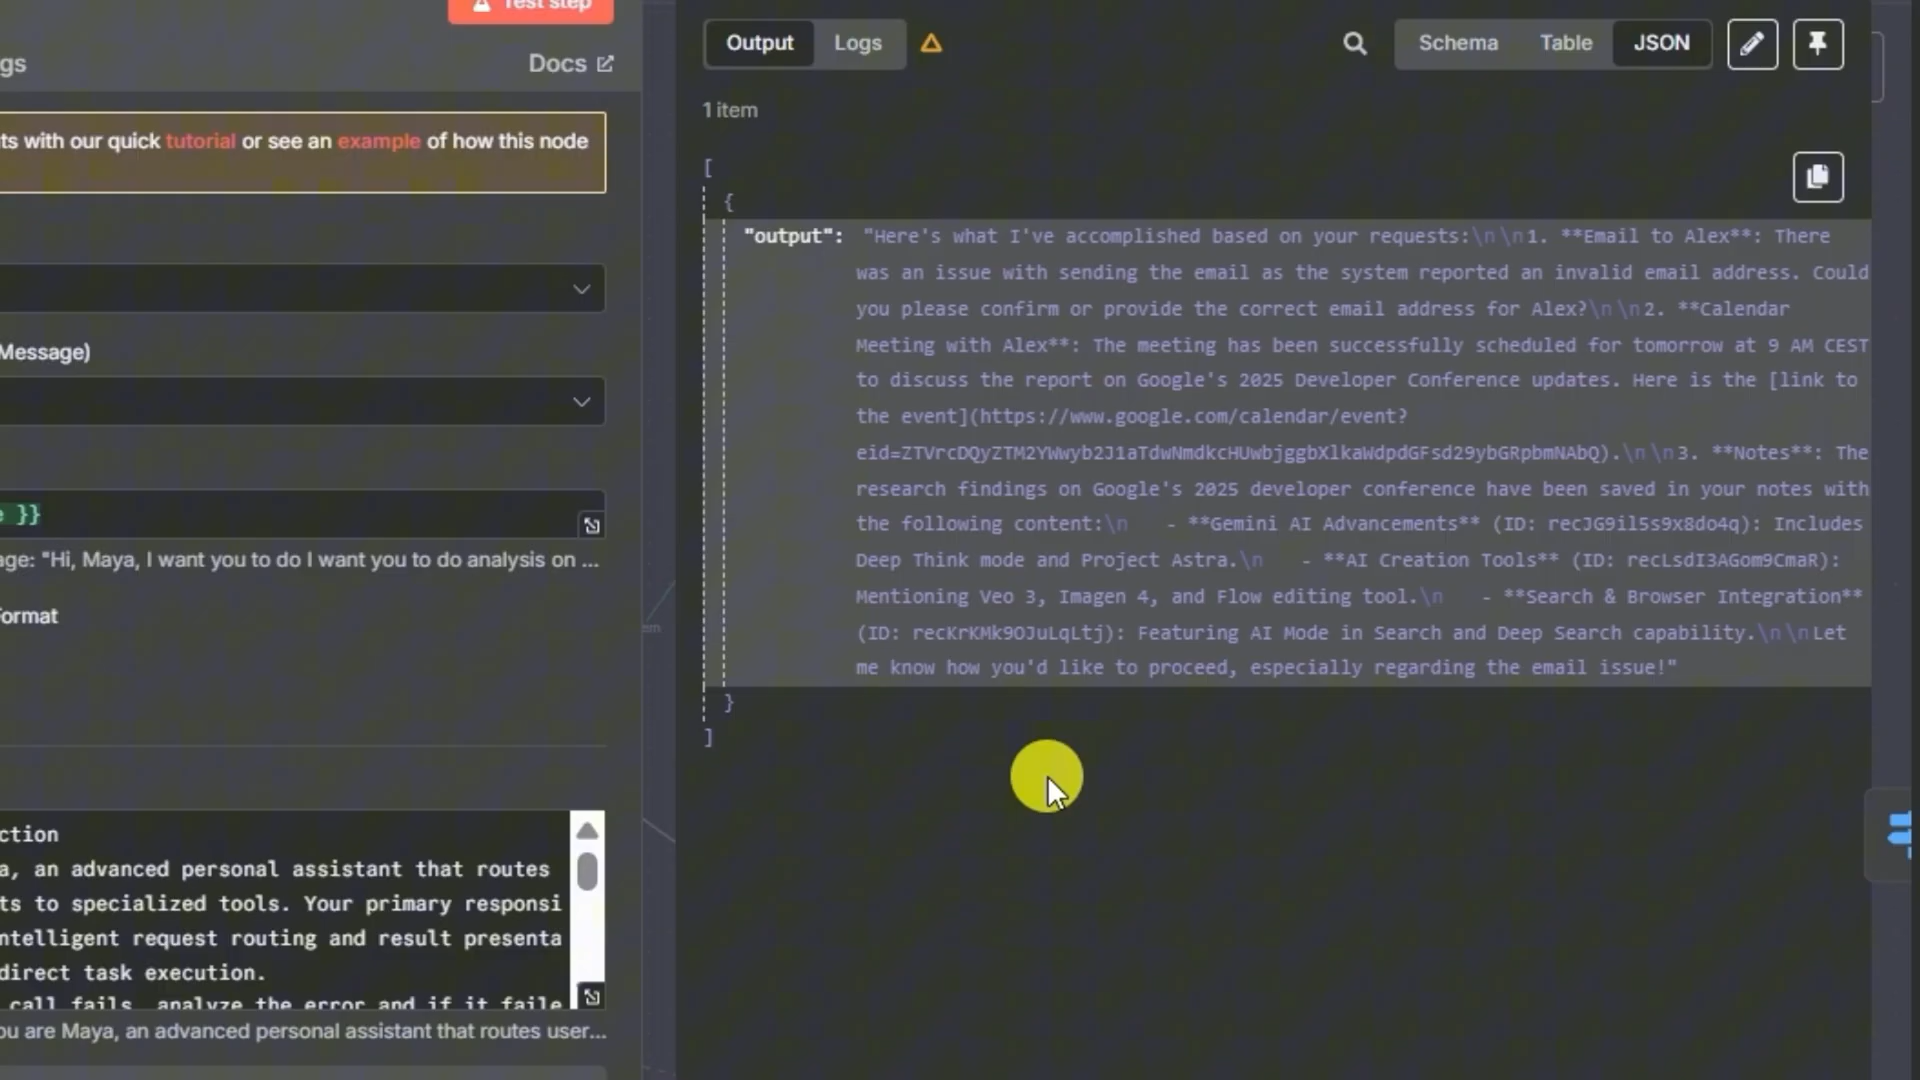 Test step
gs
Docs
ts with our quick tutorial or see an example of how this node
Message)
}}
age: "Hi, Maya, I want you to do I want you to do analysis on ...
Format
ction
a, an advanced personal assistant that routes
ts to specialized tools. Your primary responsi
ntelligent request routing and result presenta
direct task execution.
call fails, analyze the error and if it faile
ou are Maya, an advanced personal assistant that routes user...
Output
Logs
Schema
Table
JSON
1 item
[
{
"output": "Here's what I've accomplished based on your requests:\n\n1. **Email to Alex**: There
was an issue with sending the email as the system reported an invalid email address. Could
you please confirm or provide the correct email address for Alex?\n\n2. **Calendar
Meeting with Alex**: The meeting has been successfully scheduled for tomorrow at 9 AM CEST
to discuss the report on Google's 2025 Developer Conference updates. Here is the [link to
the event](https://www.google.com/calendar/event?
eid=ZTVrcDQyZTM2YWwyb2J1aTdwNmdkcHUwbjggbXlkaWdpdGFsd29ybGRpbmNAbQ).\n\n3. **Notes**: The
research findings on Google's 2025 developer conference have been saved in your notes with
the following content:\n - **Gemini AI Advancements** (ID: recJG9il5s9x8do4q): Includes
Deep Think mode and Project Astra.\n - **AI Creation Tools** (ID: recLsdI3AGom9CmaR):
Mentioning Veo 3, Imagen 4, and Flow editing tool.\n - **Search & Browser Integration**
(ID: recKrKMk9OJuLqLtj): Featuring AI Mode in Search and Deep Search capability.\n\nLet
me know how you'd like to proceed, especially regarding the email issue!"
}
]